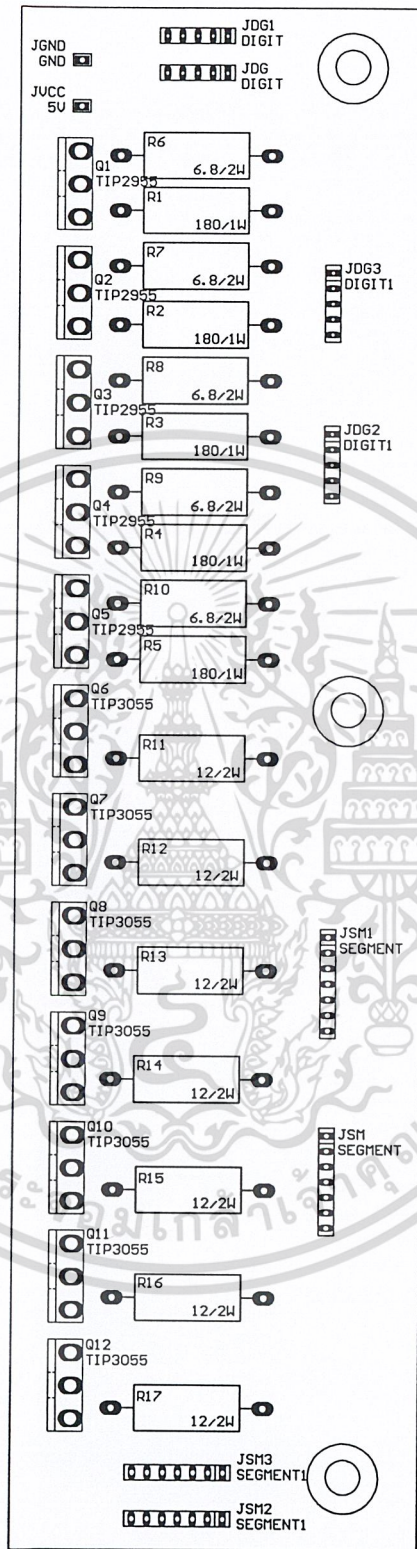 JDG1
DIGIT
JGND
GND
JDG
DIGIT
JVCC
5V
R6
6.8/2W
Q1
TIP2955
R1
180/1W
R7
6.8/2W
Q2
TIP2955
JDG3
DIGIT1
R2
180/1W
R8
6.8/2W
Q3
TIP2955
R3
180/1W
JDG2
DIGIT1
R9
6.8/2W
Q4
TIP2955
R4
180/1W
R10
6.8/2W
Q5
TIP2955
R5
180/1W
Q6
TIP3055
R11
12/2W
Q7
TIP3055
R12
12/2W
Q8
TIP3055
JSM1
SEGMENT
R13
12/2W
Q9
TIP3055
R14
12/2W
Q10
TIP3055
JSM
SEGMENT
R15
12/2W
Q11
TIP3055
R16
12/2W
Q12
TIP3055
R17
12/2W
JSM3
SEGMENT1
JSM2
SEGMENT1